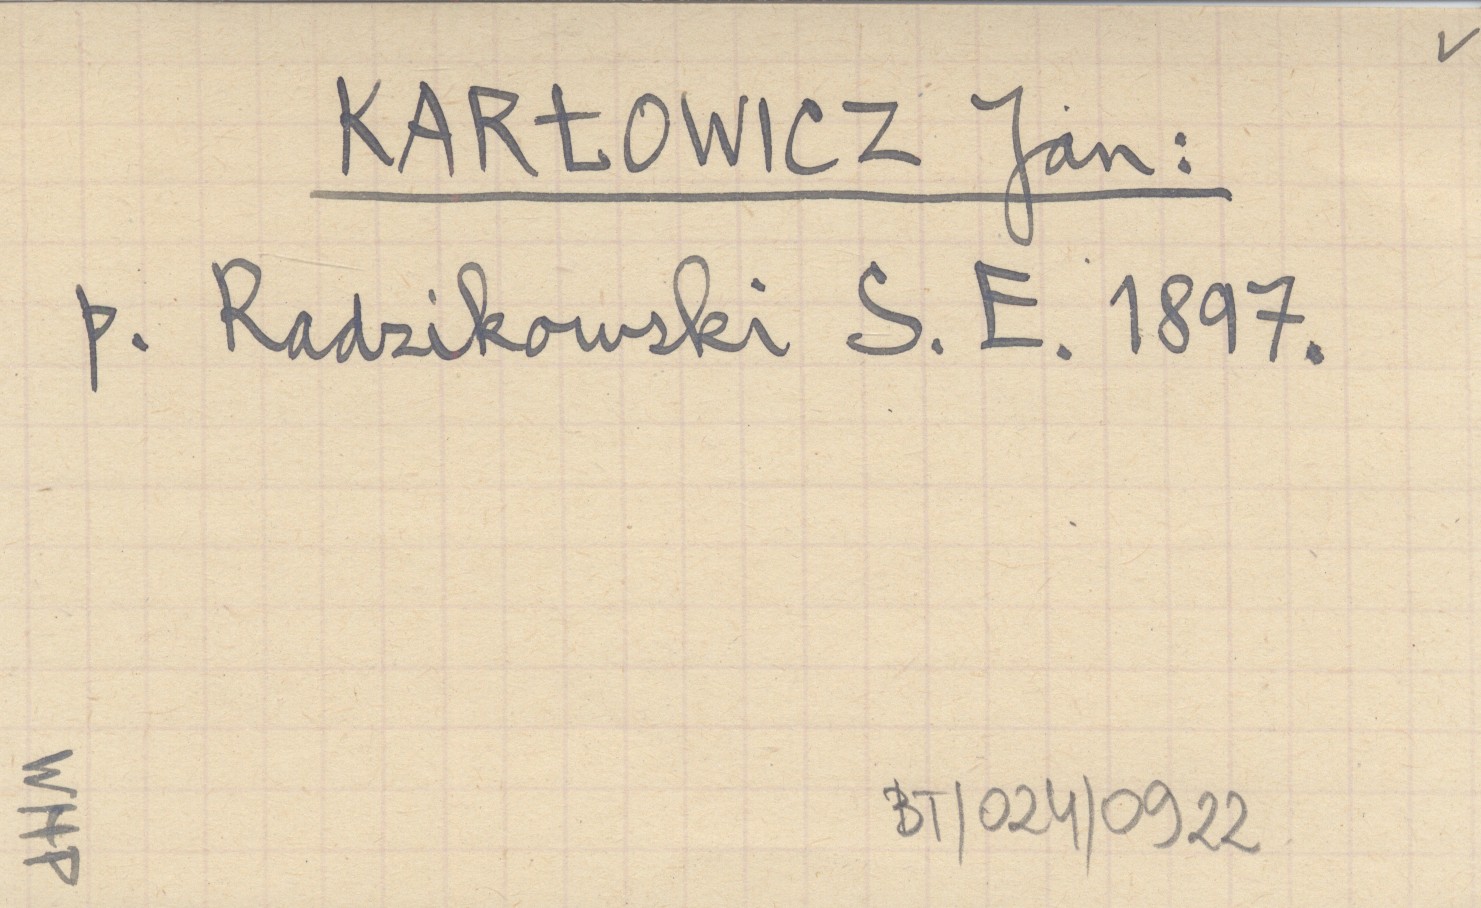 ✓
KARŁOWICZ Jan:
p. Radzikowski S. E. 1897.
WHP
BT/024/0922